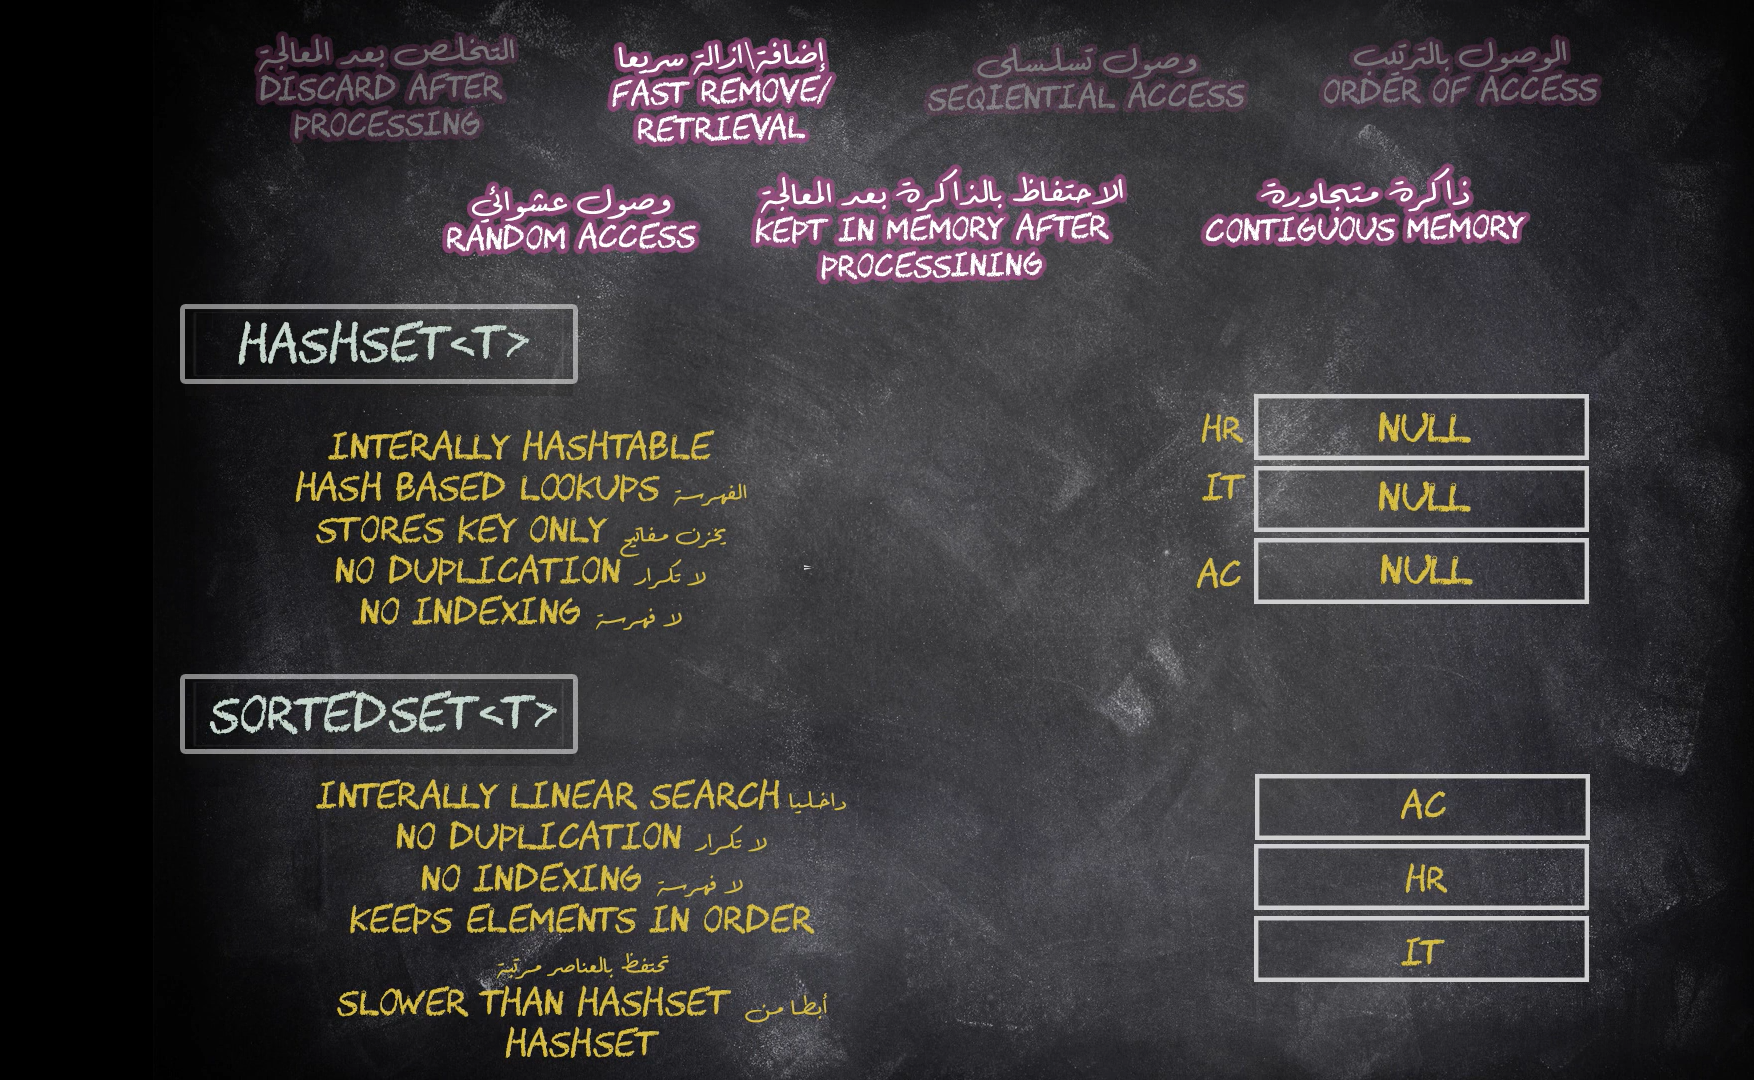 التخلص بعد المعالجة
DISCARD AFTER
PROCESSING
إضافة\ازالة سريعا
FAST REMOVE/
RETRIEVAL
وصول تسلسلي
SEQIENTIAL ACCESS
الوصول بالترتيب
ORDER OF ACCESS
وصول عشوائي
RANDOM ACCESS
الاحتفاظ بالذاكرة بعد المعالجة
KEPT IN MEMORY AFTER
PROCESSINING
ذاكرة متجاورة
CONTIGUOUS MEMORY
HASHSET<T>
INTERALLY HASHTABLE
HASH BASED LOOKUPS الفهرسة
STORES KEY ONLY يخزن مفاتيح
NO DUPLICATION لا تكرار
NO INDEXING لا فهرسة
HR NULL
IT NULL
AC NULL
SORTEDSET<T>
INTERALLY LINEAR SEARCH داخليا
NO DUPLICATION لا تكرار
NO INDEXING لا فهرسة
KEEPS ELEMENTS IN ORDER
تحتفظ بالعناصر مرتبة
SLOWER THAN HASHSET أبطا من
HASHSET
AC
HR
IT